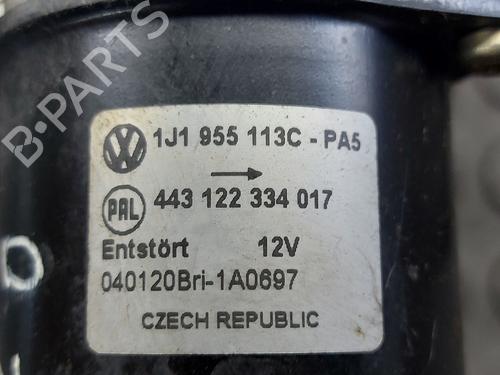 B-PARTS
1J1 955 113C - PA5
PAL 443 122 334 017
Entstört 12V
040120Bri-1A0697
CZECH REPUBLIC